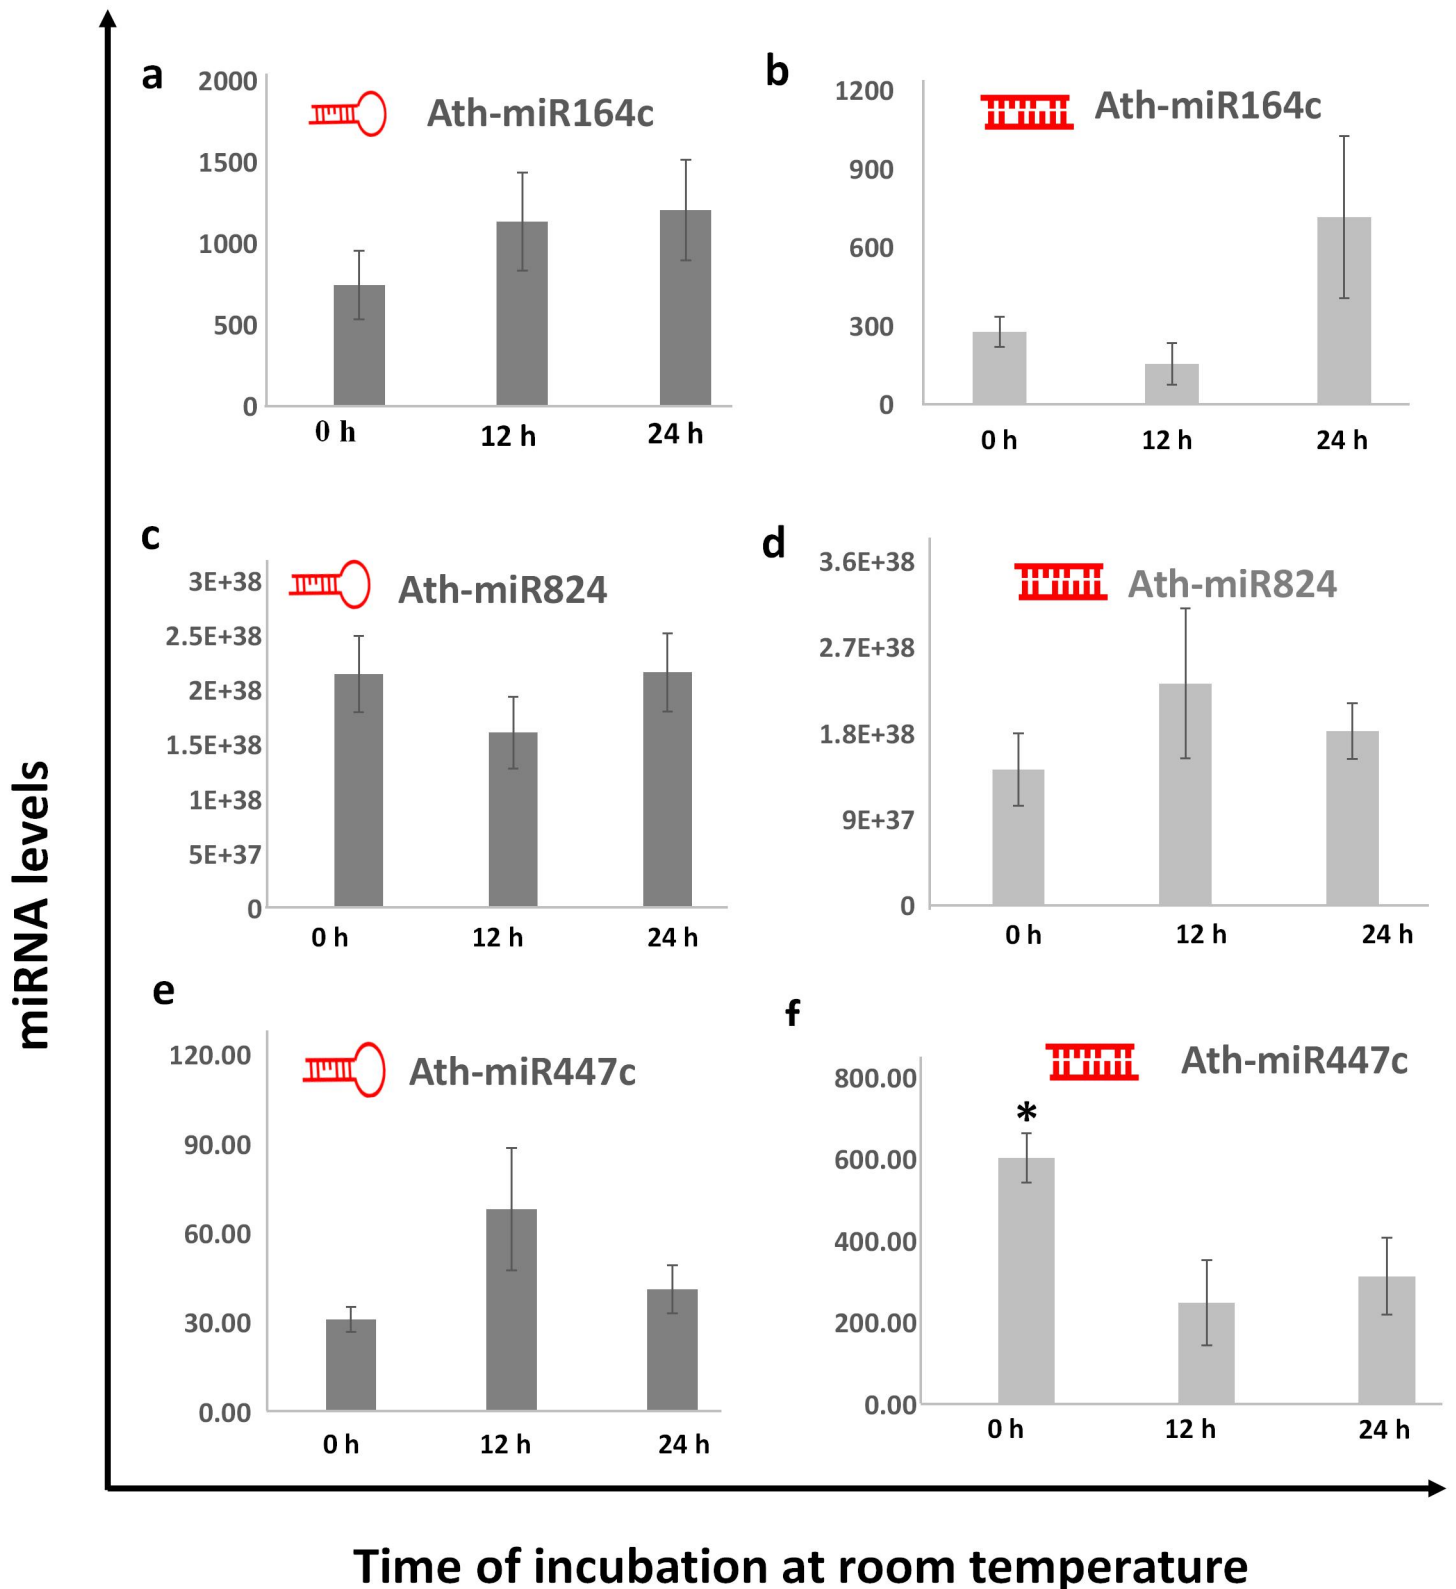 a
Ath-miR164c
2000
1500
1000
500
0
0 h
12 h
24 h
b
Ath-miR164c
1200
900
600
300
0
0 h
12 h
24 h
c
Ath-miR824
3E+38
2.5E+38
2E+38
1.5E+38
1E+38
5E+37
0
0 h
12 h
24 h
d
Ath-miR824
3.6E+38
2.7E+38
1.8E+38
9E+37
0
0 h
12 h
24 h
e
Ath-miR447c
120.00
90.00
60.00
30.00
0.00
0 h
12 h
24 h
f
Ath-miR447c
800.00
600.00
400.00
200.00
0.00
*
0 h
12 h
24 h
miRNA levels
Time of incubation at room temperature